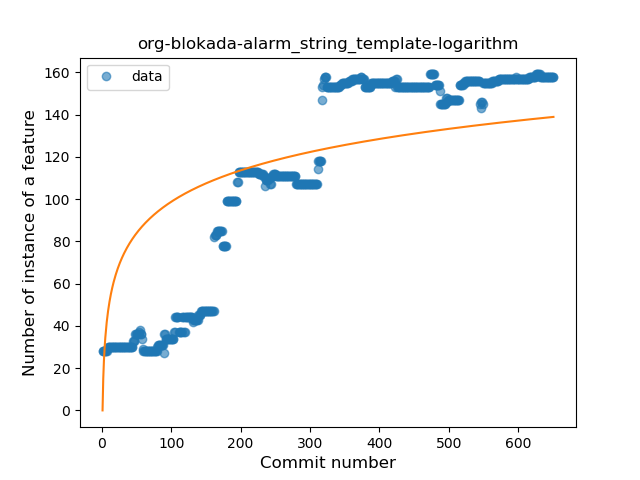 org-blokada-alarm_string_template-logarithm
data
Number of instance of a feature
160
140
120
100
80
60
40
20
0
0 100 200 300 400 500 600
Commit number